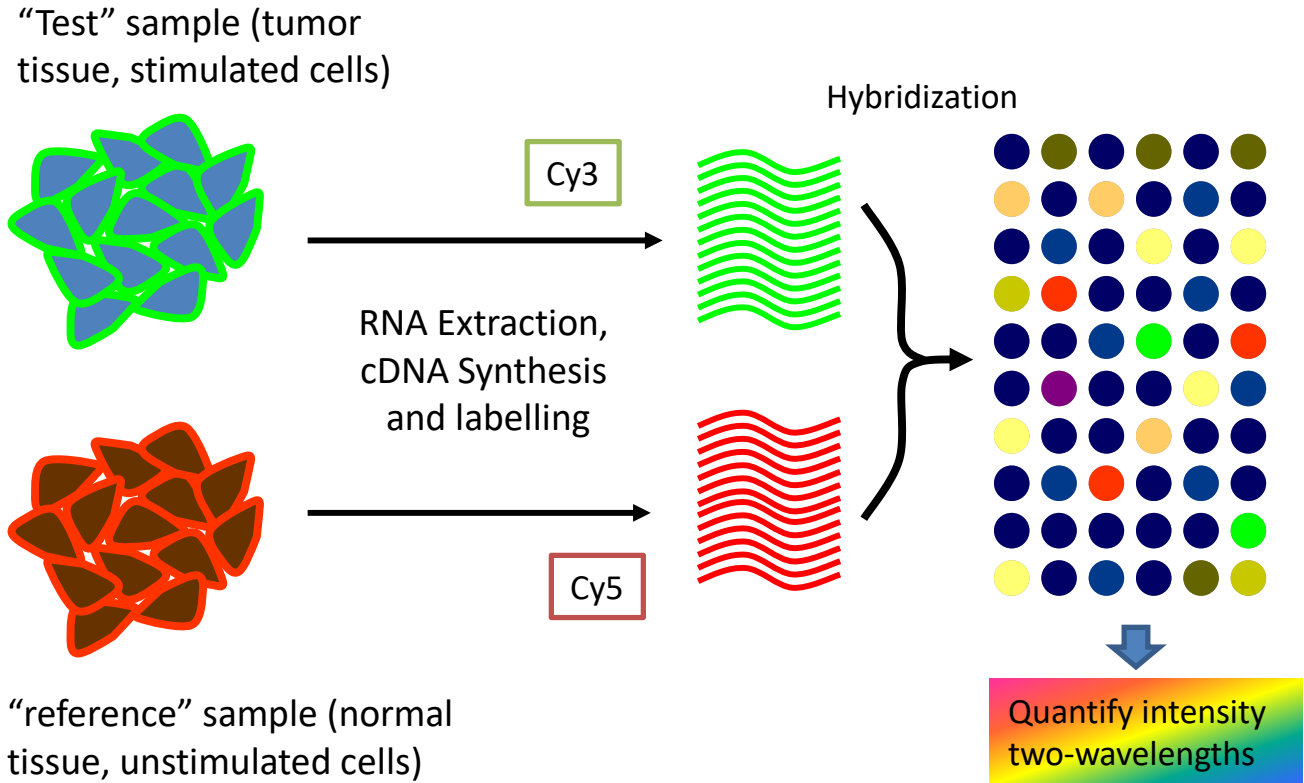 “Test” sample (tumor
tissue, stimulated cells)
Hybridization
Cy3
RNA Extraction,
cDNA Synthesis
and labelling
Cy5
“reference” sample (normal
tissue, unstimulated cells)
Quantify intensity
two-wavelengths